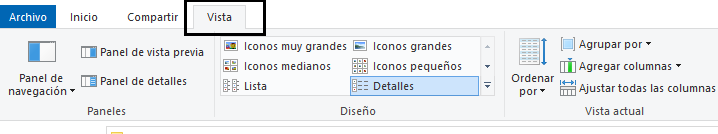 Archivo Inicio Compartir Vista
Panel de navegación
Panel de vista previa
Panel de detalles
Paneles
Iconos muy grandes Iconos grandes
Iconos medianos Iconos pequeños
Lista Detalles
Diseño
Ordenar por
Agrupar por
Agregar columnas
Ajustar todas las columnas
Vista actual